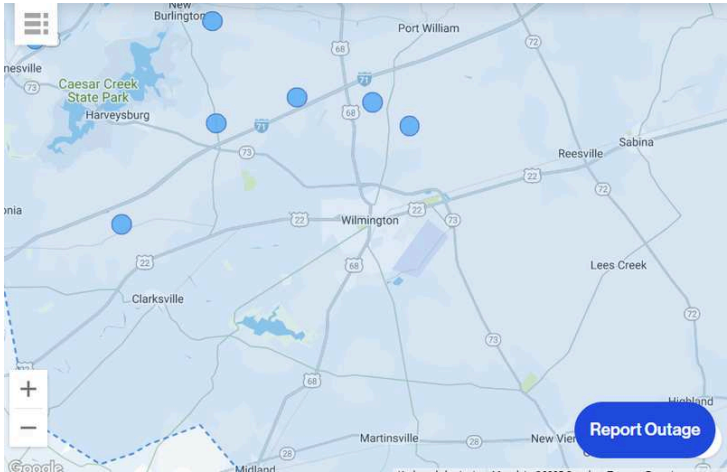 New
Burlington
68
Port William
72
nesville
Caesar Creek
State Park
73
71
Harveysburg
68
71
73
Sabina
Reesville
22
72
onia
22
Wilmington
22
73
22
68
Lees Creek
Clarksville
72
73
68
Highland
Report Outage
Martinsville
28
28
New Vien
Midland
Google